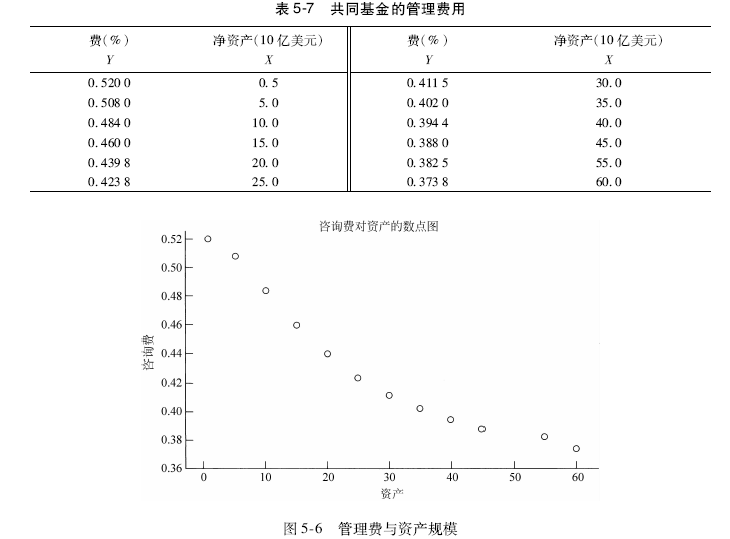 表 5-7 共同基金的管理费用
费(%) 净资产(10 亿美元) 费(%) 净资产(10 亿美元)
Y X Y X
0.520 0 0.5 0.411 5 30.0
0.508 0 5.0 0.402 0 35.0
0.484 0 10.0 0.394 4 40.0
0.460 0 15.0 0.388 0 45.0
0.439 8 20.0 0.382 5 55.0
0.423 8 25.0 0.373 8 60.0
咨询费对资产的数点图
0.52
0.50
0.48
0.46
0.44
0.42
0.40
0.38
0.36
咨询费
0 10 20 30 40 50 60
资产
图 5-6 管理费与资产规模